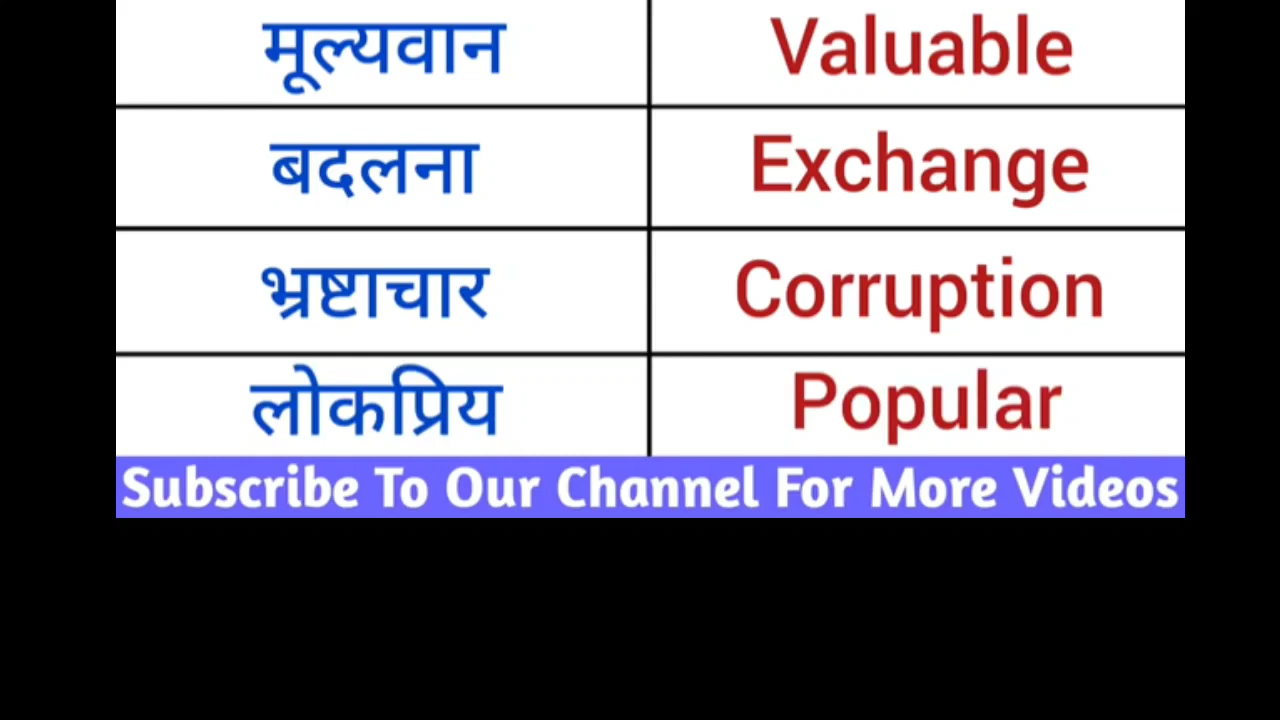 मूल्यवान Valuable
बदलना Exchange
भ्रष्टाचार Corruption
लोकप्रिय Popular
Subscribe To Our Channel For More Videos